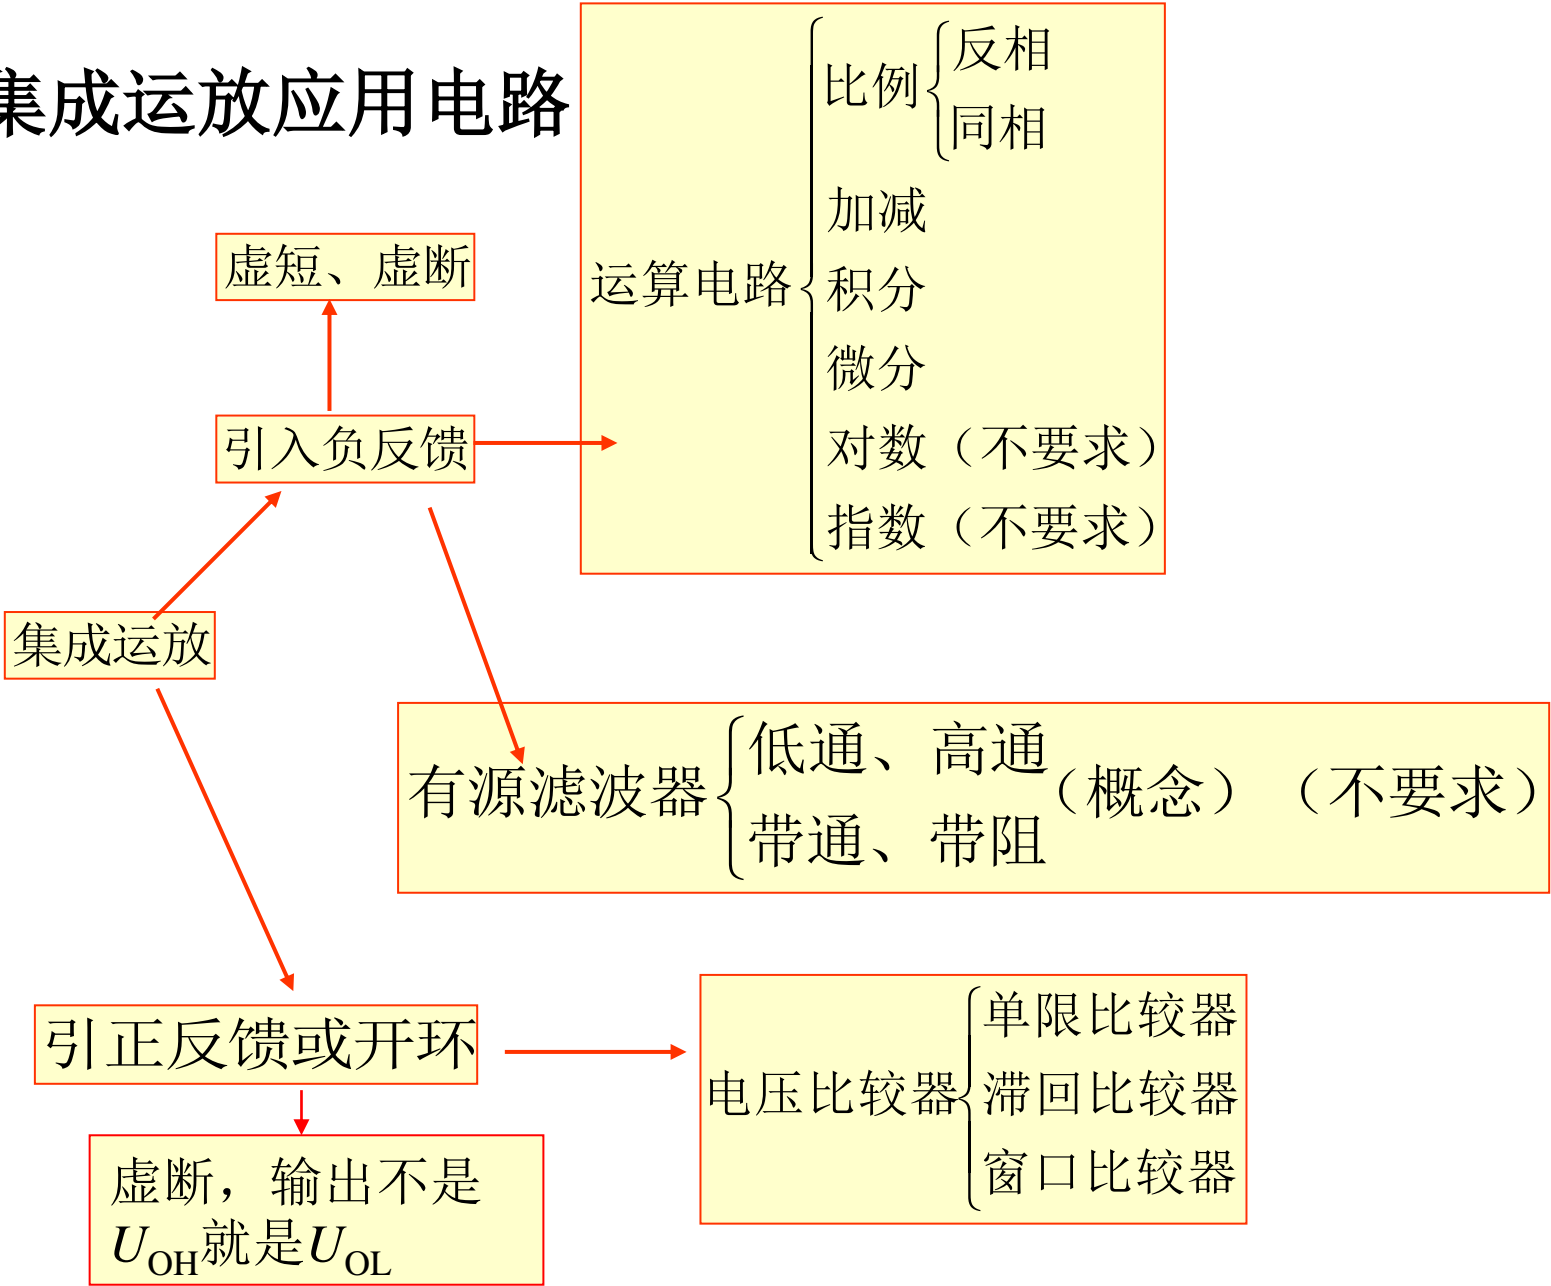 集成运放应用电路
反相
比例
同相
加减
虚短、虚断
运算电路
积分
微分
引入负反馈
对数（不要求）
指数（不要求）
集成运放
低通、高通
有源滤波器
（概念）（不要求）
带通、带阻
引正反馈或开环
单限比较器
电压比较器
滞回比较器
窗口比较器
虚断，输出不是
UOH就是UOL